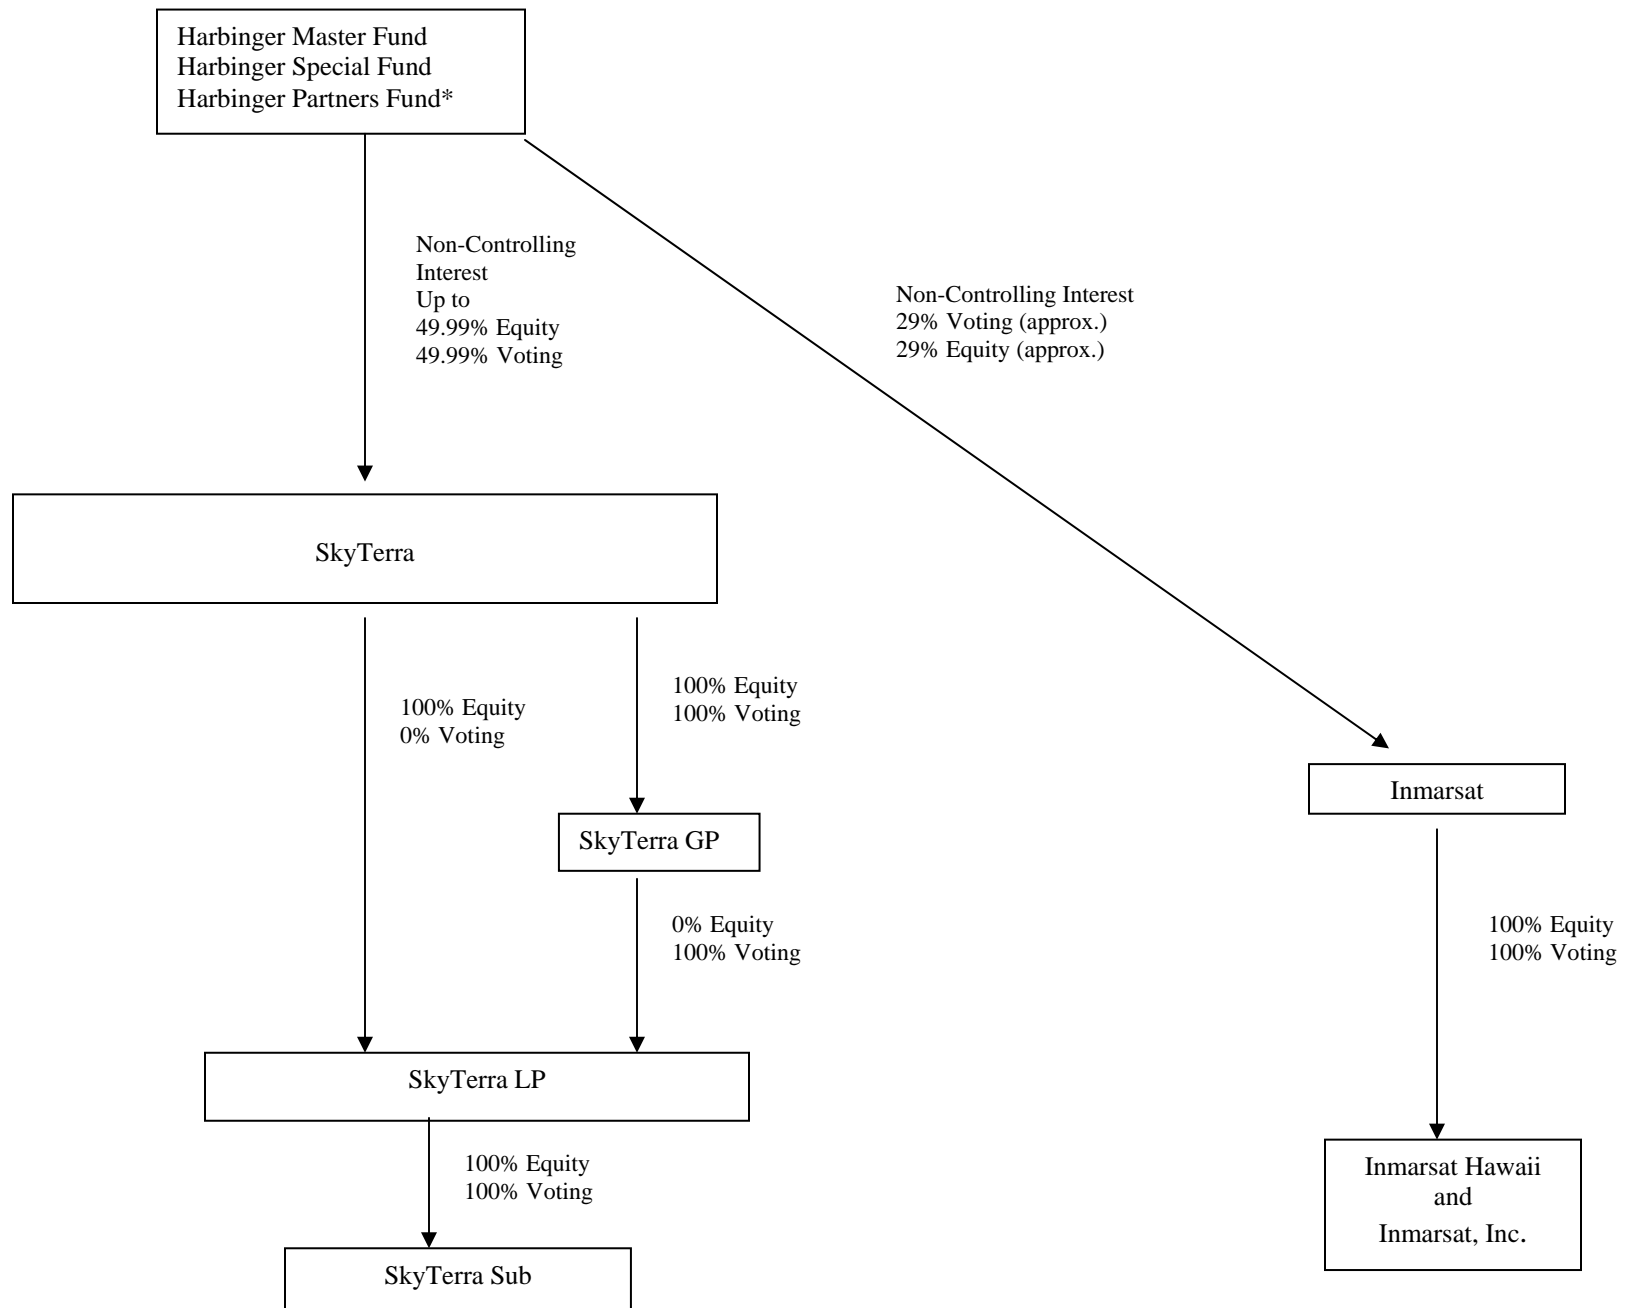 Harbinger Master Fund
Harbinger Special Fund
Harbinger Partners Fund*
Non-Controlling
Interest
Up to
49.99% Equity
49.99% Voting
Non-Controlling Interest
29% Voting (approx.)
29% Equity (approx.)
SkyTerra
100% Equity
0% Voting
100% Equity
100% Voting
Inmarsat
SkyTerra GP
0% Equity
100% Voting
100% Equity
100% Voting
SkyTerra LP
100% Equity
100% Voting
Inmarsat Hawaii
and
Inmarsat, Inc.
SkyTerra Sub